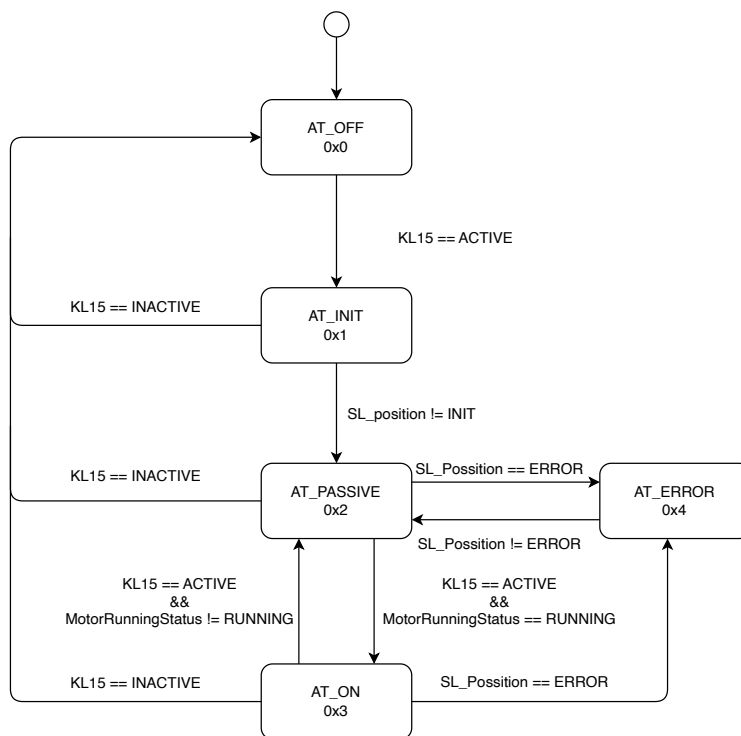 AT_OFF
0x0
KL15 == ACTIVE
KL15 == INACTIVE
AT_INIT
0x1
SL_position != INIT
KL15 == INACTIVE
AT_PASSIVE
0x2
SL_Possition == ERROR
AT_ERROR
0x4
SL_Possition != ERROR
KL15 == ACTIVE
&&
MotorRunningStatus != RUNNING
KL15 == ACTIVE
&&
MotorRunningStatus == RUNNING
KL15 == INACTIVE
AT_ON
0x3
SL_Possition == ERROR